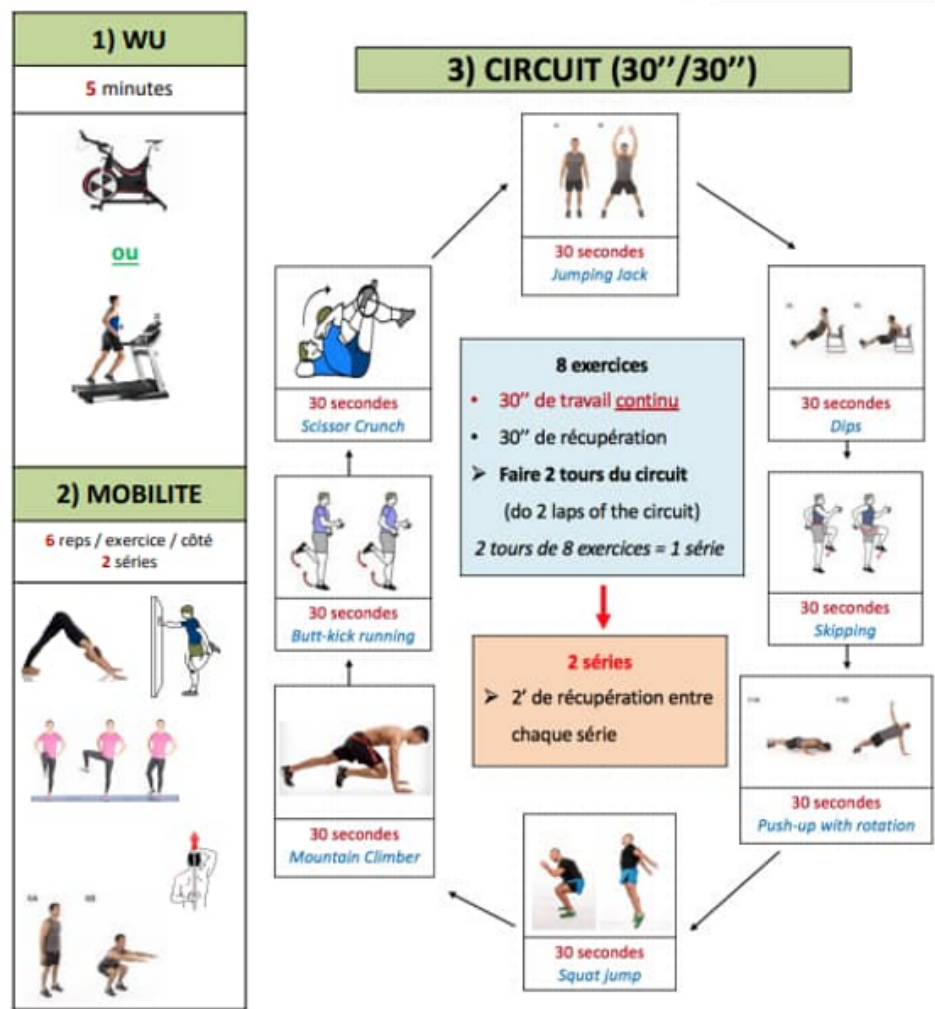 1) WU
5 minutes
ou
2) MOBILITE
6 reps / exercice / côté
2 séries
3) CIRCUIT (30’’/30’’)
30 secondes
Jumping Jack
30 secondes
Dips
30 secondes
Skipping
30 secondes
Push-up with rotation
30 secondes
Squat jump
30 secondes
Mountain Climber
30 secondes
Butt-kick running
30 secondes
Scissor Crunch
8 exercices
• 30’’ de travail continu
• 30’’ de récupération
➢ Faire 2 tours du circuit
(do 2 laps of the circuit)
2 tours de 8 exercices = 1 série
2 séries
➢ 2’ de récupération entre
chaque série